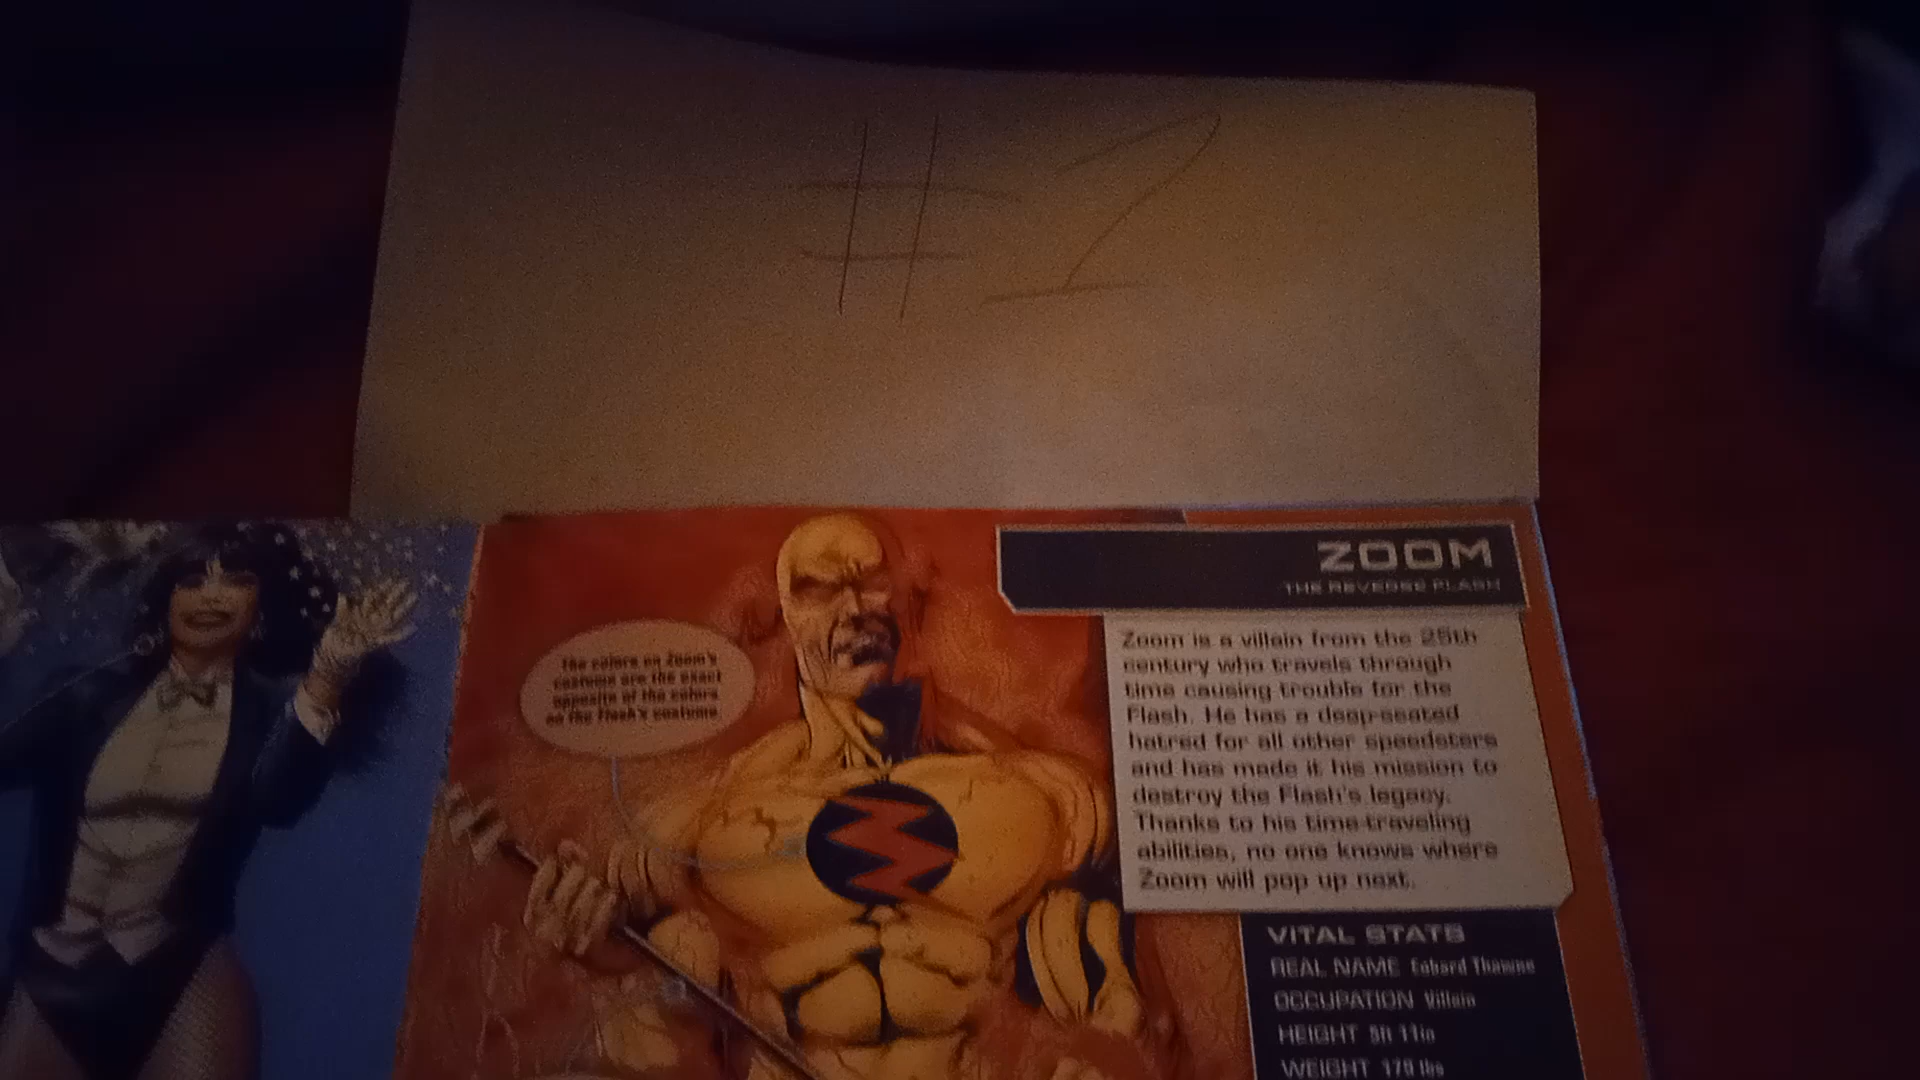 #2
ZOOM
THE REVERSE FLASH
The colors on Zoom's
costume are the exact
opposite of the colors
on the Flash's costume.
Zoom is a villain from the 25th
century who travels through
time causing trouble for the
Flash. He has a deep-seated
hatred for all other speedsters
and has made it his mission to
destroy the Flash's legacy.
Thanks to his time-traveling
abilities, no one knows where
Zoom will pop up next.
VITAL STATS
REAL NAME Eobard Thawne
OCCUPATION Villain
HEIGHT 5ft 11in
WEIGHT 179 lbs